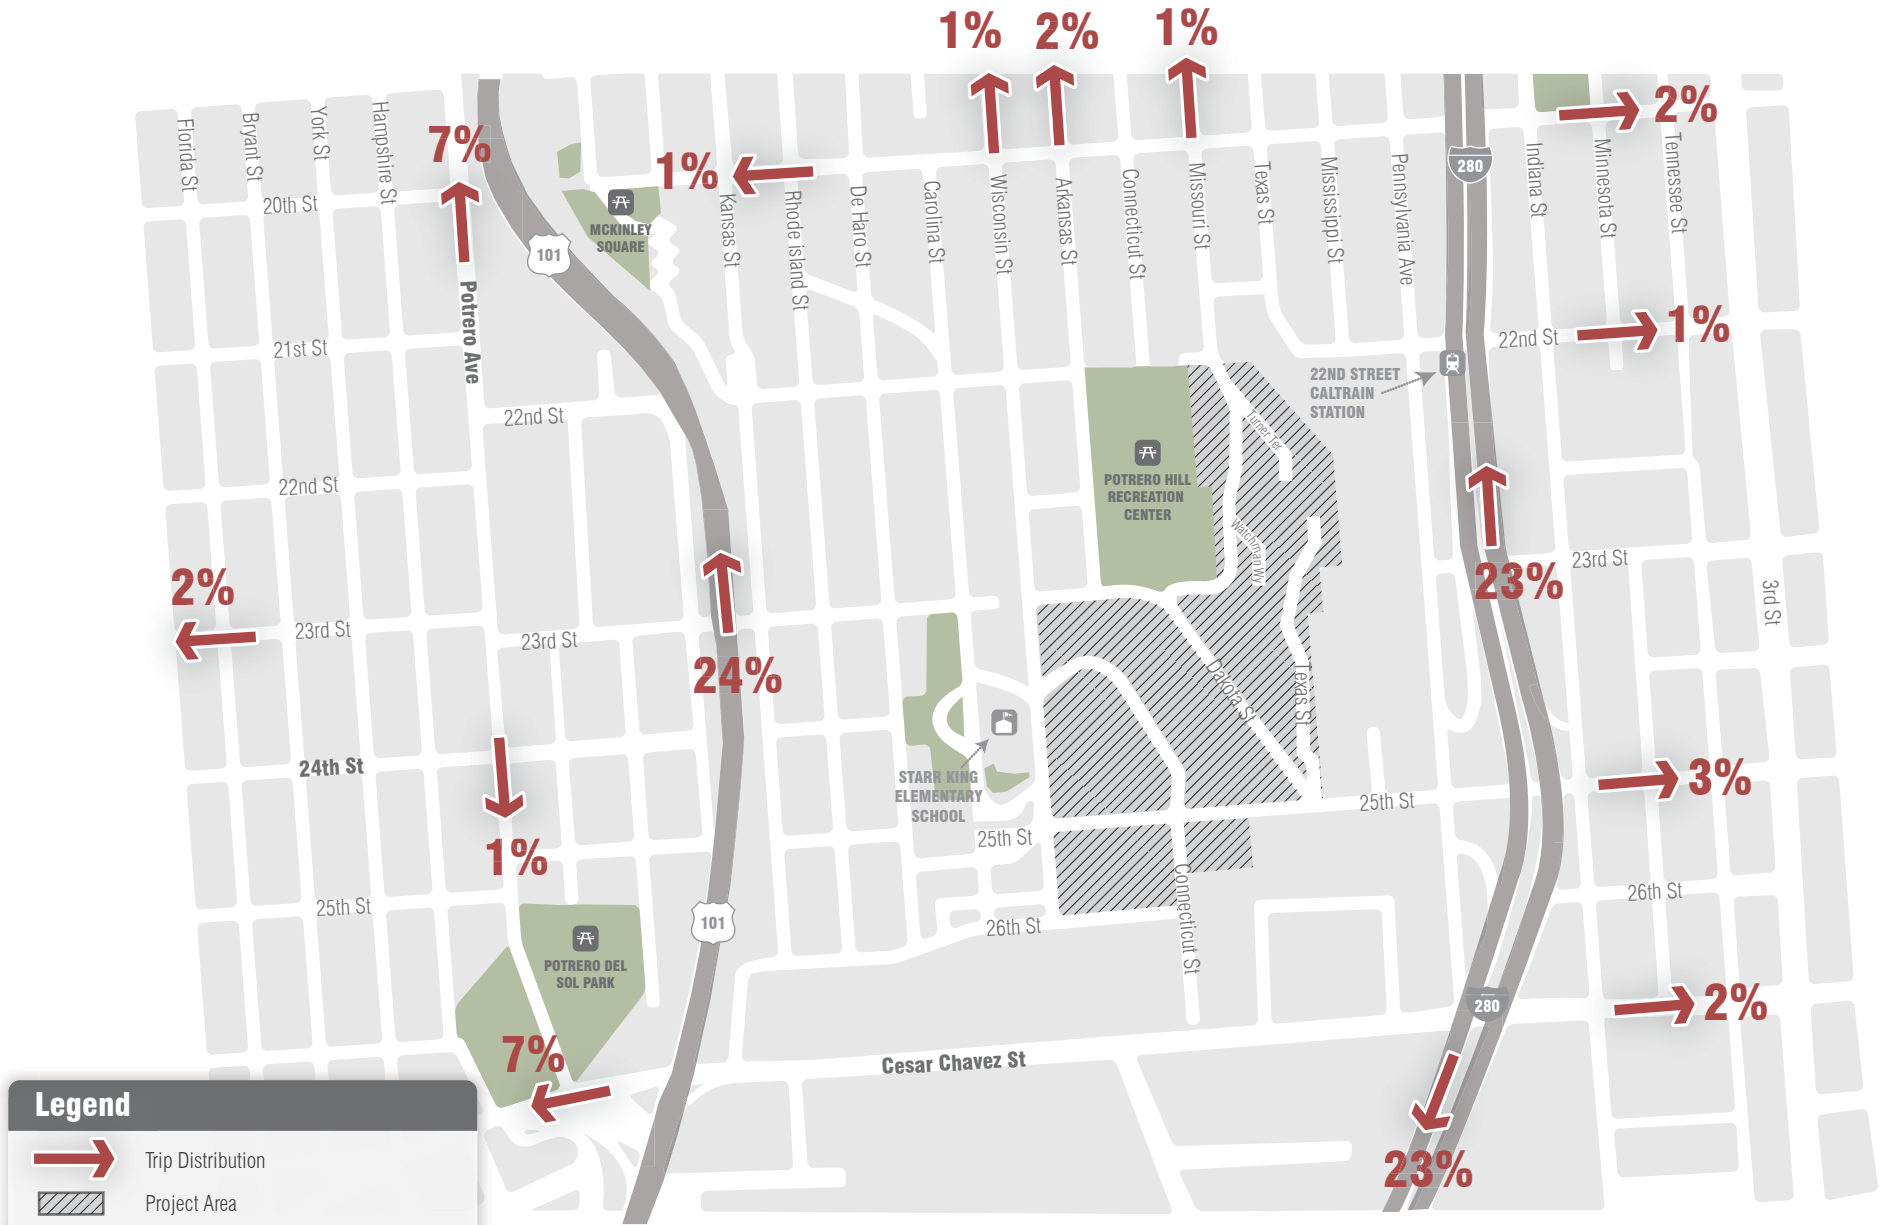 1%
2%
1%
2%
7%
1%
Florida St
Bryant St
York St
Hampshire St
20th St
Potrero Ave
101
MCKINLEY
SQUARE
Kansas St
Rhode island St
De Haro St
Carolina St
Wisconsin St
Arkansas St
Connecticut St
Missouri St
Texas St
Mississippi St
Pennsylvania Ave
280
Indiana St
Minnesota St
Tennessee St
21st St
22nd St
1%
22ND STREET
CALTRAIN
STATION
22nd St
22nd St
Turner Ter
POTRERO HILL
RECREATION
CENTER
Watchman Wy
23%
23rd St
3rd St
2%
23rd St
23rd St
24%
Dakota St
Texas St
24th St
STARR KING
ELEMENTARY
SCHOOL
3%
25th St
25th St
1%
Connecticut St
26th St
25th St
101
26th St
POTRERO DEL
SOL PARK
280
2%
7%
Cesar Chavez St
23%
Legend
Trip Distribution
Project Area